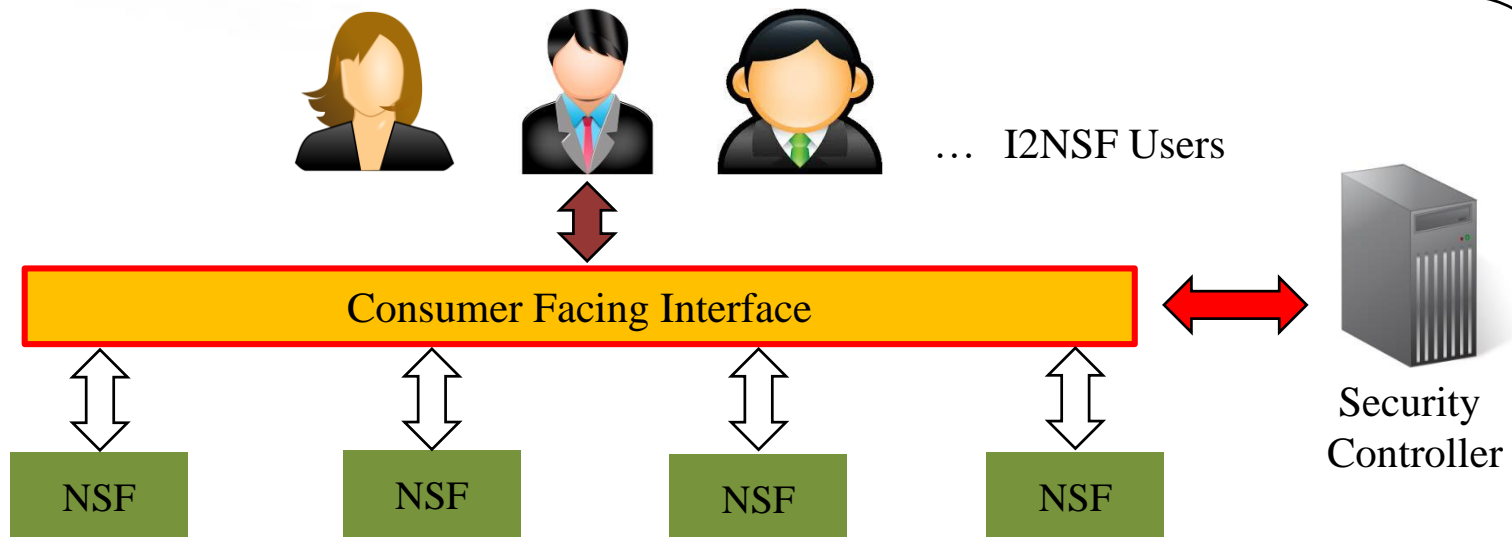 … I2NSF Users
Consumer Facing Interface
Security
Controller
NSF
NSF
NSF
NSF